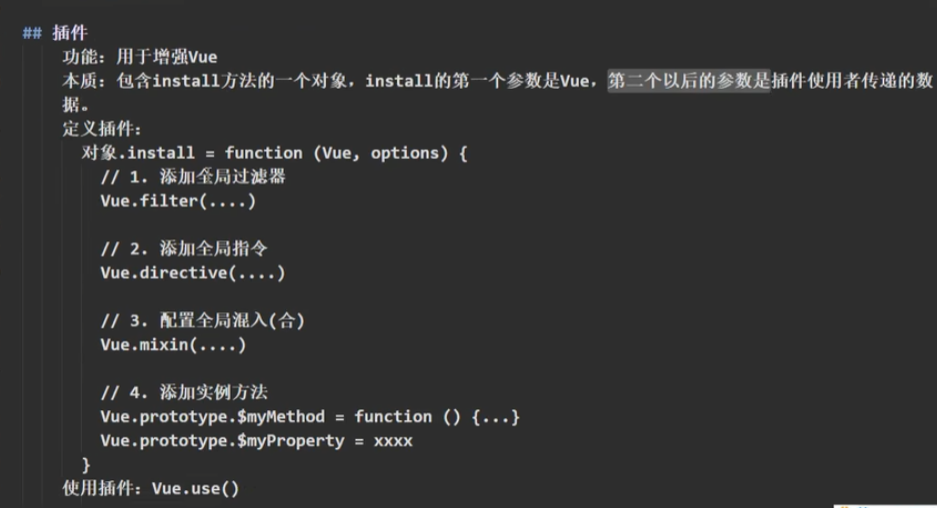 ## 插件
功能：用于增强Vue
本质：包含install方法的一个对象，install的第一个参数是Vue，第二个以后的参数是插件使用者传递的数
据。
定义插件：
对象.install = function (Vue, options) {
// 1. 添加全局过滤器
Vue.filter(....)
// 2. 添加全局指令
Vue.directive(....)
// 3. 配置全局混入(合)
Vue.mixin(....)
// 4. 添加实例方法
Vue.prototype.$myMethod = function () {...}
Vue.prototype.$myProperty = xxxx
}
使用插件：Vue.use()